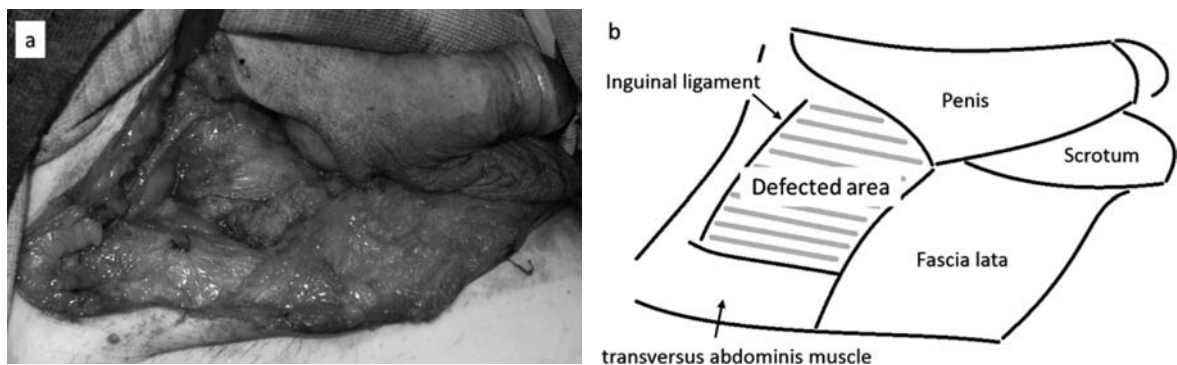 a
b
Inguinal ligament
Penis
Scrotum
Defected area
Fascia lata
transversus abdominis muscle